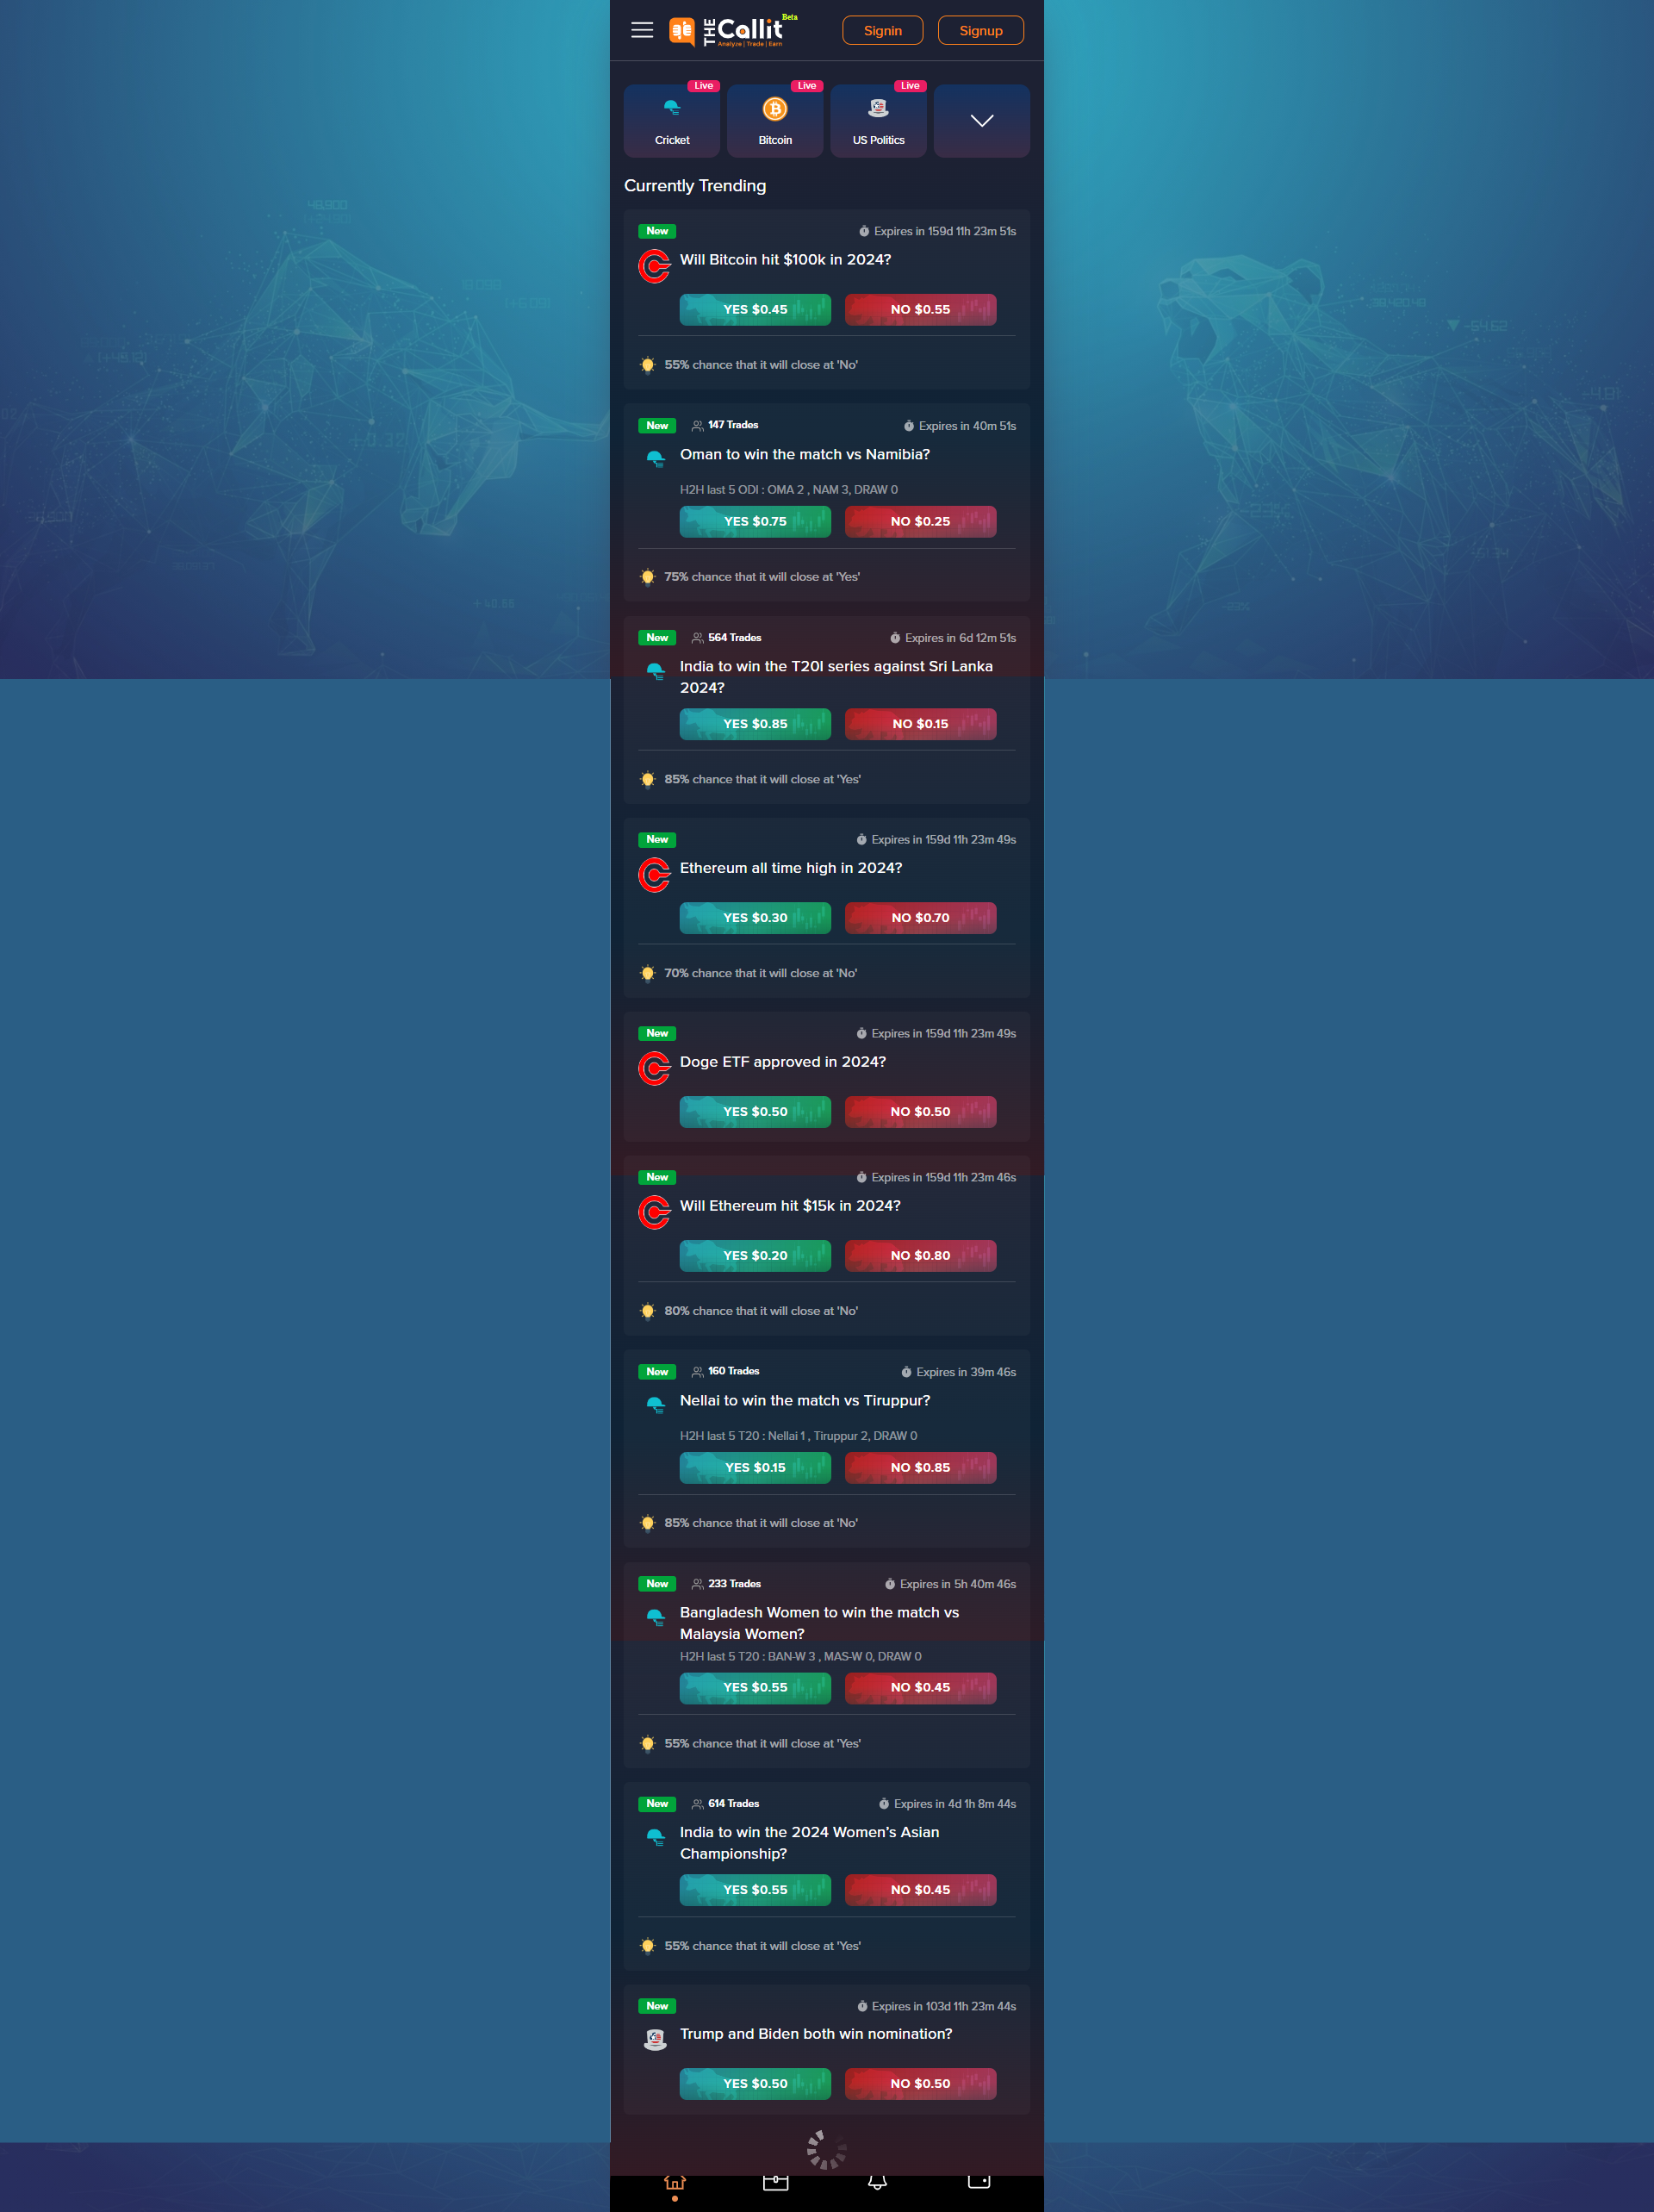 THE Callit Beta
Analyze | Trade | Earn
Signin
Signup
Live
Live
Live
Cricket
Bitcoin
US Politics
Currently Trending
New
Expires in 159d 11h 23m 51s
Will Bitcoin hit $100k in 2024?
YES $0.45
NO $0.55
55% chance that it will close at 'No'
New
147 Trades
Expires in 40m 51s
Oman to win the match vs Namibia?
H2H last 5 ODI : OMA 2 , NAM 3, DRAW 0
YES $0.75
NO $0.25
75% chance that it will close at 'Yes'
New
564 Trades
Expires in 6d 12m 51s
India to win the T20I series against Sri Lanka
2024?
YES $0.85
NO $0.15
85% chance that it will close at 'Yes'
New
Expires in 159d 11h 23m 49s
Ethereum all time high in 2024?
YES $0.30
NO $0.70
70% chance that it will close at 'No'
New
Expires in 159d 11h 23m 49s
Doge ETF approved in 2024?
YES $0.50
NO $0.50
New
Expires in 159d 11h 23m 46s
Will Ethereum hit $15k in 2024?
YES $0.20
NO $0.80
80% chance that it will close at 'No'
New
160 Trades
Expires in 39m 46s
Nellai to win the match vs Tiruppur?
H2H last 5 T20 : Nellai 1 , Tiruppur 2, DRAW 0
YES $0.15
NO $0.85
85% chance that it will close at 'No'
New
233 Trades
Expires in 5h 40m 46s
Bangladesh Women to win the match vs
Malaysia Women?
H2H last 5 T20 : BAN-W 3 , MAS-W 0, DRAW 0
YES $0.55
NO $0.45
55% chance that it will close at 'Yes'
New
614 Trades
Expires in 4d 1h 8m 44s
India to win the 2024 Women's Asian
Championship?
YES $0.55
NO $0.45
55% chance that it will close at 'Yes'
New
Expires in 103d 11h 23m 44s
Trump and Biden both win nomination?
YES $0.50
NO $0.50